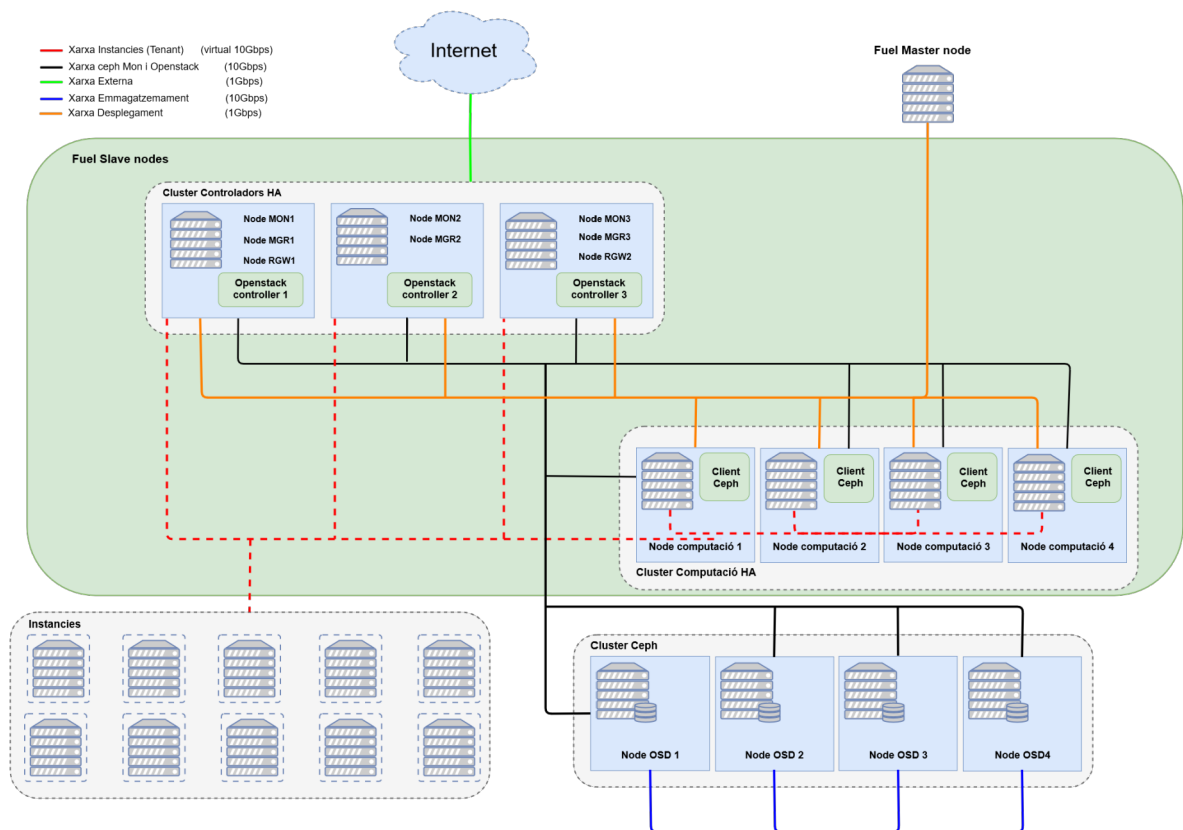 Internet
Fuel Master node
Xarxa Instancies (Tenant) (virtual 10Gbps)
Xarxa ceph Mon i Openstack (10Gbps)
Xarxa Externa (1Gbps)
Xarxa Emmagatzemament (10Gbps)
Xarxa Desplegament (1Gbps)
Fuel Slave nodes
Cluster Controladors HA
Node MON1
Node MGR1
Node RGW1
Openstack
controller 1
Node MON2
Node MGR2
Openstack
controller 2
Node MON3
Node MGR3
Node RGW2
Openstack
controller 3
Client
Ceph
Node computació 1
Client
Ceph
Node computació 2
Client
Ceph
Node computació 3
Client
Ceph
Node computació 4
Cluster Computació HA
Instancies
Cluster Ceph
Node OSD 1
Node OSD 2
Node OSD 3
Node OSD4